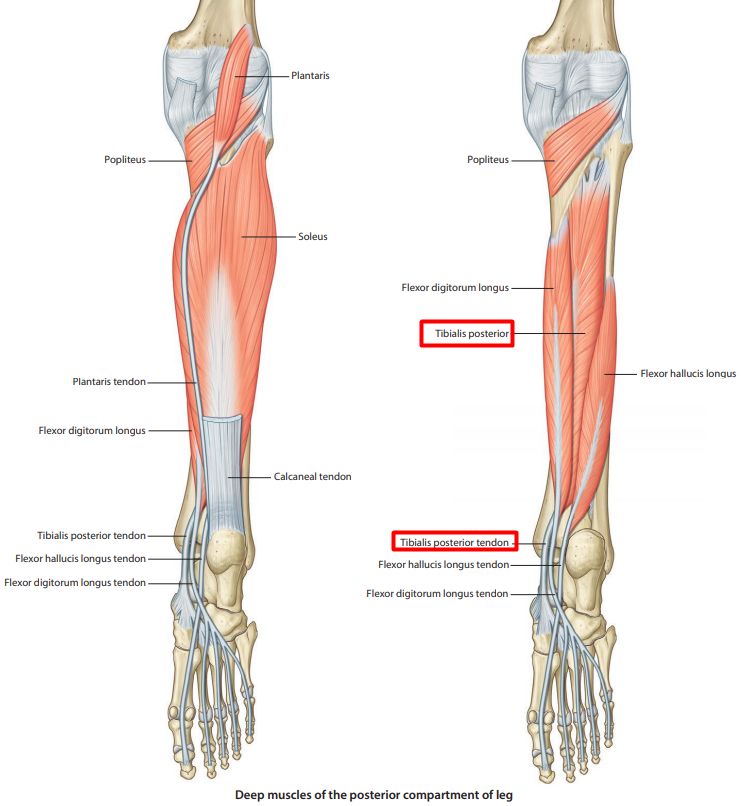 Plantaris
Popliteus
Soleus
Plantaris tendon
Flexor digitorum longus
Calcaneal tendon
Tibialis posterior tendon
Flexor hallucis longus tendon
Flexor digitorum longus tendon
Popliteus
Flexor digitorum longus
Tibialis posterior
Flexor hallucis longus
Tibialis posterior tendon
Flexor hallucis longus tendon
Flexor digitorum longus tendon
Deep muscles of the posterior compartment of leg